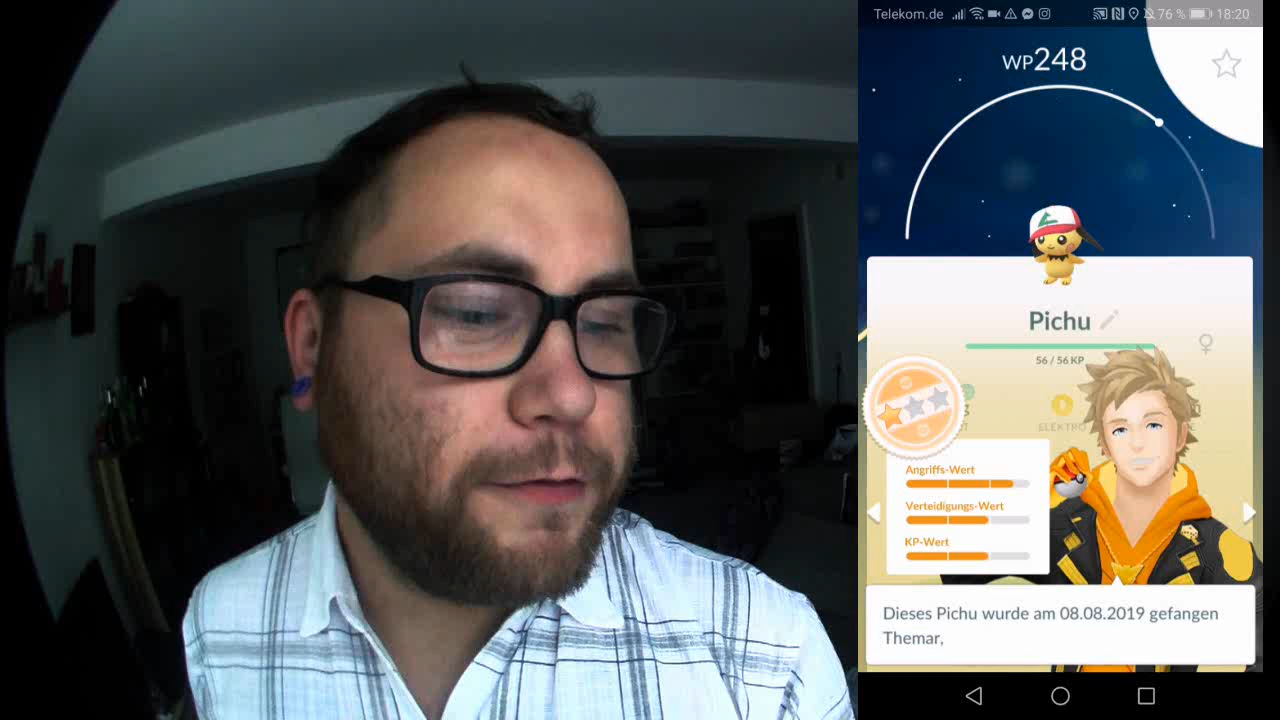 Telekom.de 76 % 18:20
WP248
Pichu
56 / 56 KP
ELEKTRO
Angriffs-Wert
Verteidigungs-Wert
KP-Wert
Dieses Pichu wurde am 08.08.2019 gefangen
Themar,